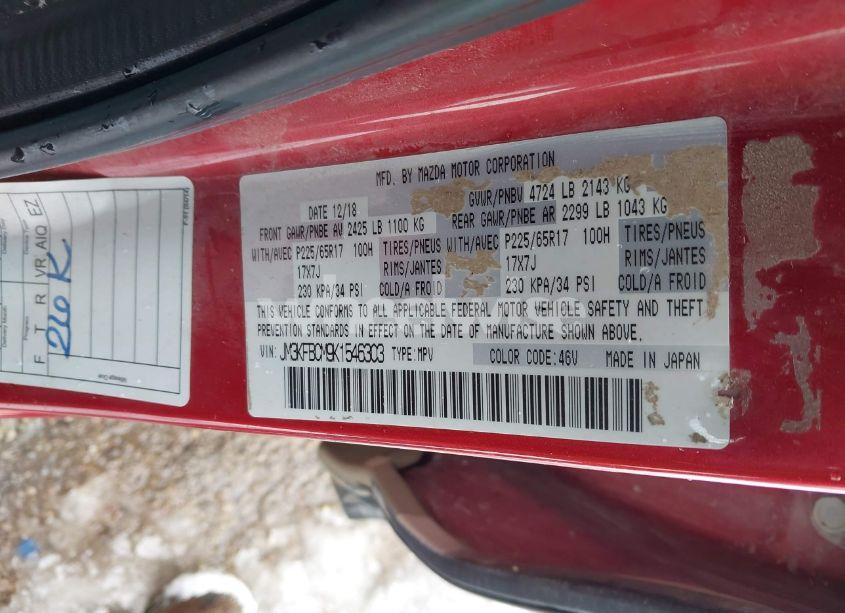 MFD. BY MAZDA MOTOR CORPORATION
DATE 12/18
GVWR/PNBV 4724 LB 2143 KG
FRONT GAWR/PNBE AV 2425 LB 1100 KG
REAR GAWR/PNBE AR 2299 LB 1043 KG
WITH/AVEC P225/65R17 100H TIRES/PNEUS WITH/AVEC P225/65R17 100H TIRES/PNEUS
17X7J RIMS/JANTES 17X7J RIMS/JANTES
230 KPA/34 PSI COLD/A FROID 230 KPA/34 PSI COLD/A FROID
THIS VEHICLE CONFORMS TO ALL APPLICABLE FEDERAL MOTOR VEHICLE SAFETY AND THEFT
PREVENTION STANDARDS IN EFFECT ON THE DATE OF MANUFACTURE SHOWN ABOVE.
VIN: JM3KFBCM9K1546303 TYPE: MPV COLOR CODE: 46V MADE IN JAPAN
F T R VR AIQ EZ
26 K